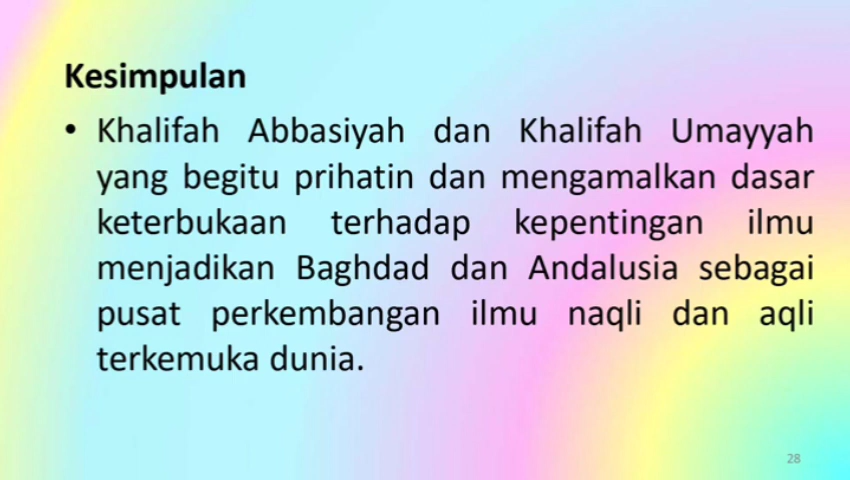 Kesimpulan
• Khalifah Abbasiyah dan Khalifah Umayyah
yang begitu prihatin dan mengamalkan dasar
keterbukaan terhadap kepentingan ilmu
menjadikan Baghdad dan Andalusia sebagai
pusat perkembangan ilmu naqli dan aqli
terkemuka dunia.
28